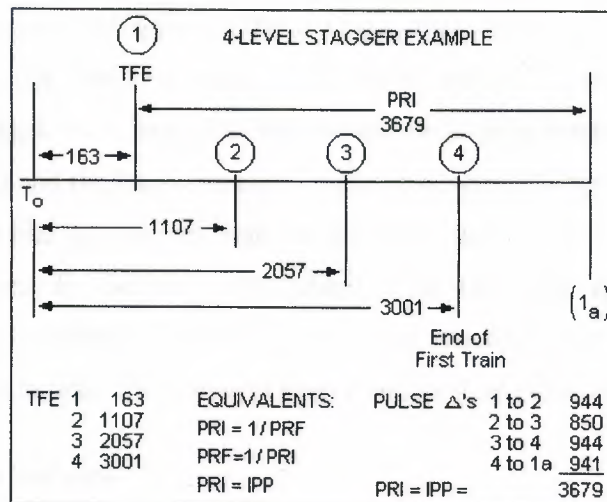 1
4-LEVEL STAGGER EXAMPLE
TFE
PRI
3679
163
2
3
4
To
1107
2057
3001
(1a)
End of
First Train
TFE 1 163
2 1107
3 2057
4 3001
EQUIVALENTS:
PRI = 1 / PRF
PRF=1 / PRI
PRI = IPP
PULSE Δ's 1 to 2 944
2 to 3 850
3 to 4 944
4 to 1a 941
PRI = IPP = 3679